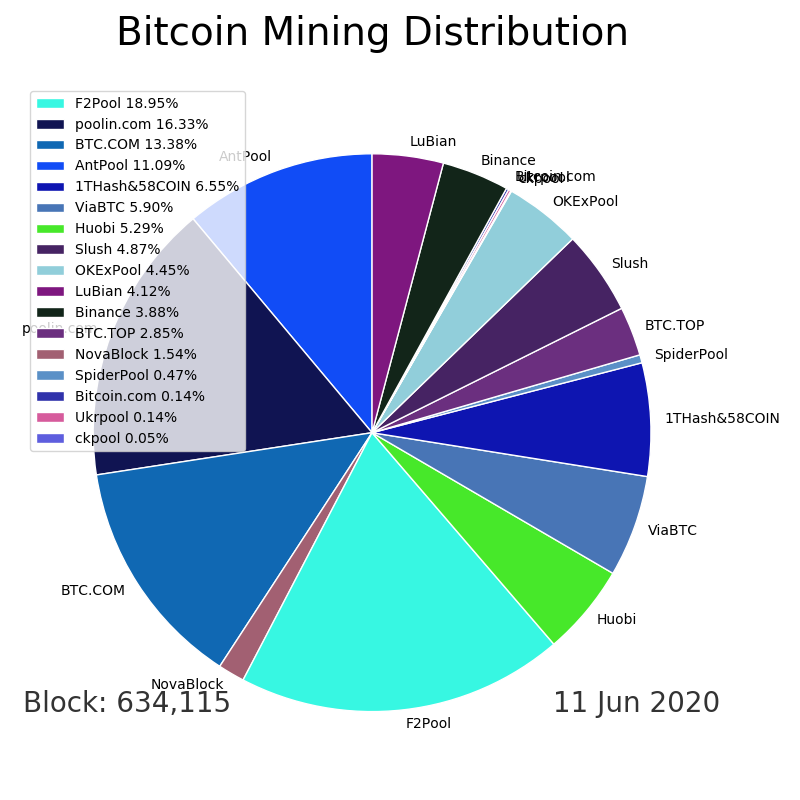 Bitcoin Mining Distribution
F2Pool 18.95%
poolin.com 16.33%
BTC.COM 13.38%
AntPool 11.09%
1THash&58COIN 6.55%
ViaBTC 5.90%
Huobi 5.29%
Slush 4.87%
OKExPool 4.45%
LuBian 4.12%
Binance 3.88%
BTC.TOP 2.85%
NovaBlock 1.54%
SpiderPool 0.47%
Bitcoin.com 0.14%
Ukrpool 0.14%
ckpool 0.05%
AntPool
LuBian
Binance
Bitcoin.com
ckpool
OKExPool
Slush
BTC.TOP
SpiderPool
1THash&58COIN
ViaBTC
Huobi
F2Pool
NovaBlock
BTC.COM
poolin.com
Block: 634,115
11 Jun 2020